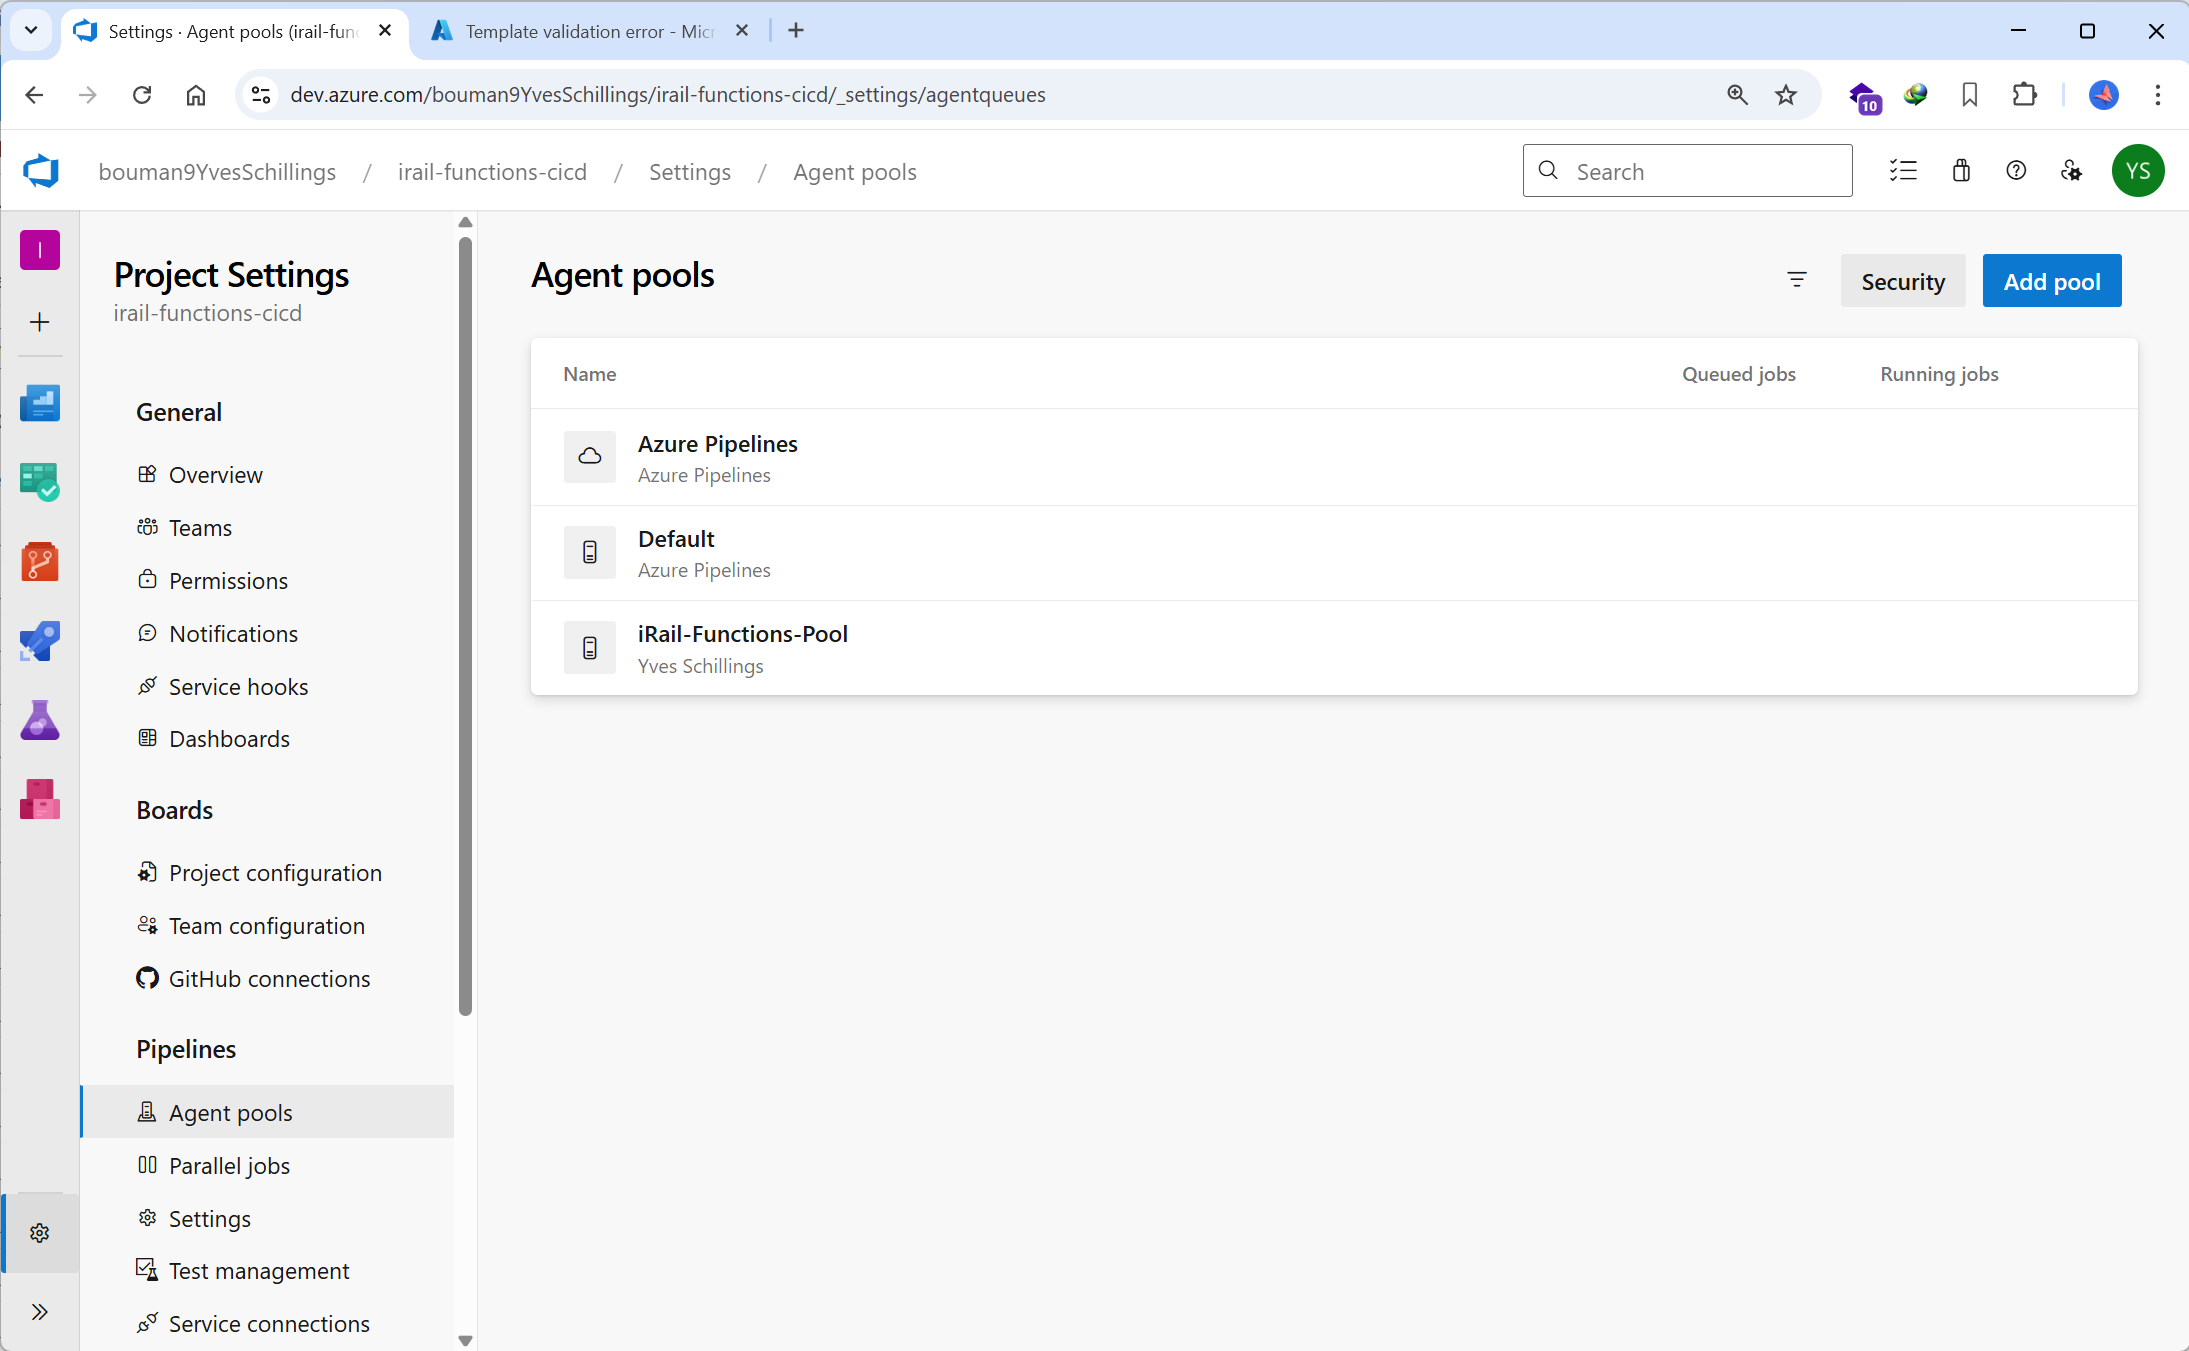 Settings · Agent pools (irail-fun
Template validation error - Micr
dev.azure.com/bouman9YvesSchillings/irail-functions-cicd/_settings/agentqueues
10
bouman9YvesSchillings / irail-functions-cicd / Settings / Agent pools
Search
YS
I
Project Settings
irail-functions-cicd
General
Overview
Teams
Permissions
Notifications
Service hooks
Dashboards
Boards
Project configuration
Team configuration
GitHub connections
Pipelines
Agent pools
Parallel jobs
Settings
Test management
Service connections
Agent pools
Security
Add pool
Name Queued jobs Running jobs
Azure Pipelines
Azure Pipelines
Default
Azure Pipelines
iRail-Functions-Pool
Yves Schillings